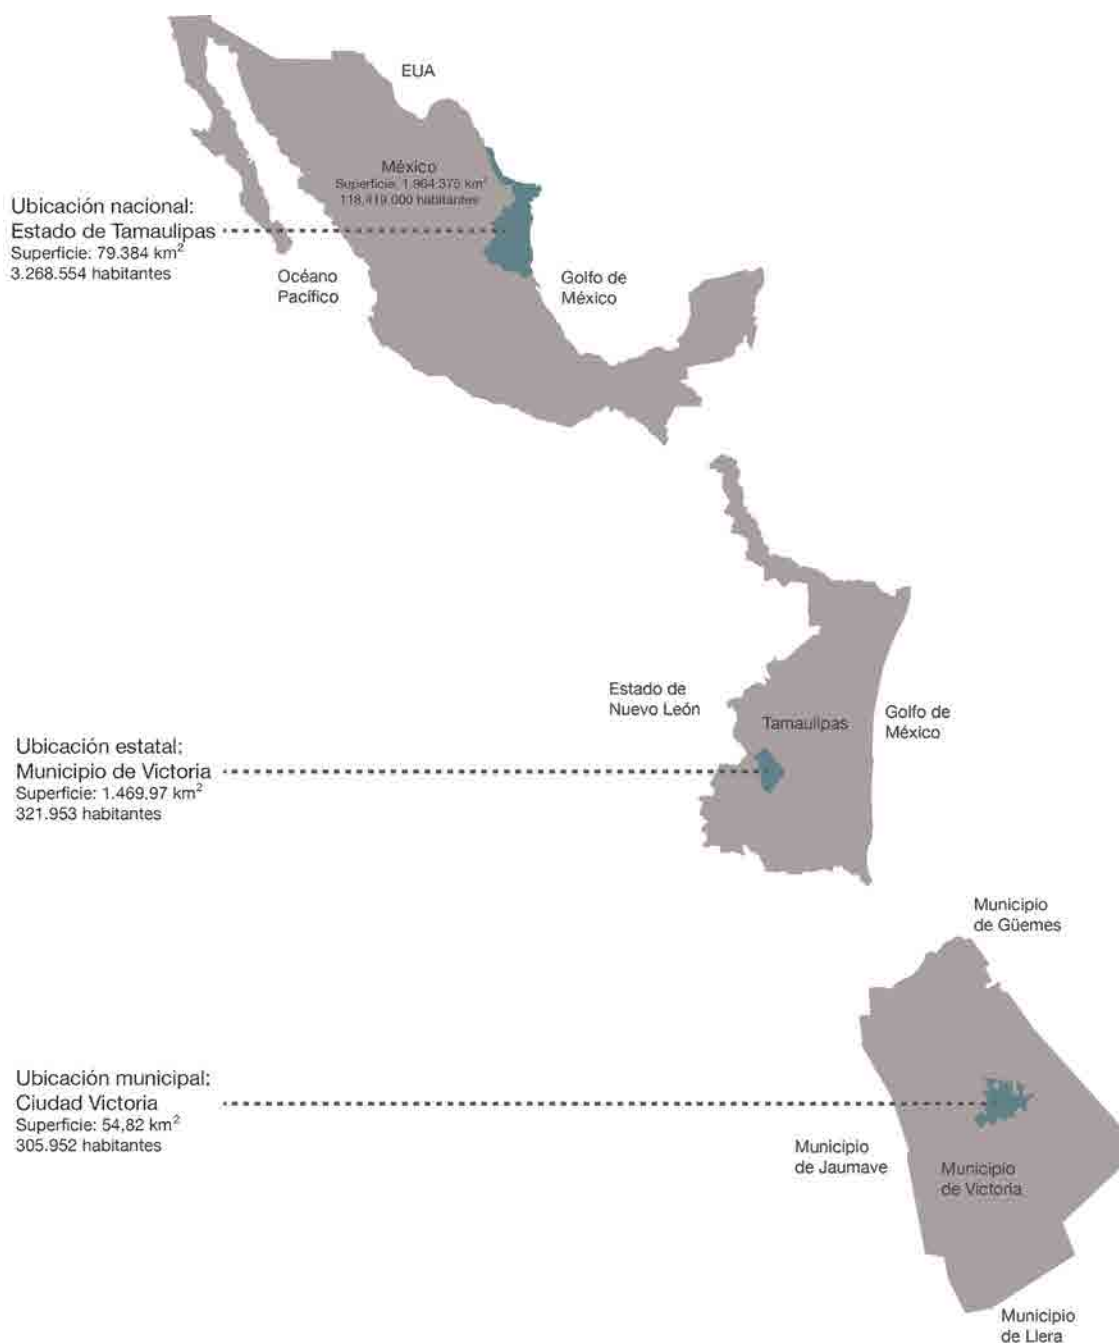 EUA
México
Superficie: 1.964.375 km²
118.419.000 habitantes
Ubicación nacional:
Estado de Tamaulipas
Superficie: 79.384 km²
3.268.554 habitantes
Océano
Pacífico
Golfo de
México
Estado de
Nuevo León
Tamaulipas
Golfo de
México
Ubicación estatal:
Municipio de Victoria
Superficie: 1.469.97 km²
321.953 habitantes
Municipio
de Güemes
Ubicación municipal:
Ciudad Victoria
Superficie: 54,82 km²
305.952 habitantes
Municipio
de Jaumave
Municipio
de Victoria
Municipio
de Llera